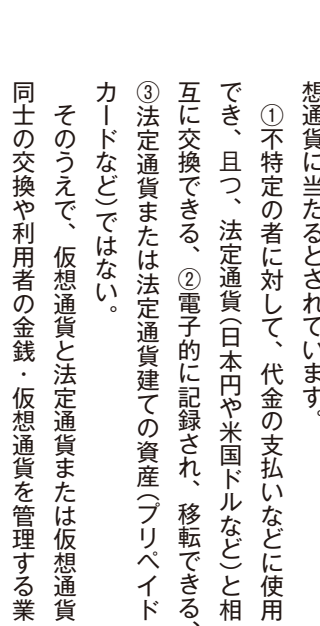 想通貨に当たるとされています。
①不特定の者に対して、代金の支払いなどに使用
でき、且つ、法定通貨(日本円や米国ドルなど)と相
互に交換できる、②電子的に記録され、移転できる、
③法定通貨または法定通貨建ての資産(プリペイド
カードなど)ではない。
そのうえで、仮想通貨と法定通貨または仮想通貨
同士の交換や利用者の金銭・仮想通貨を管理する業